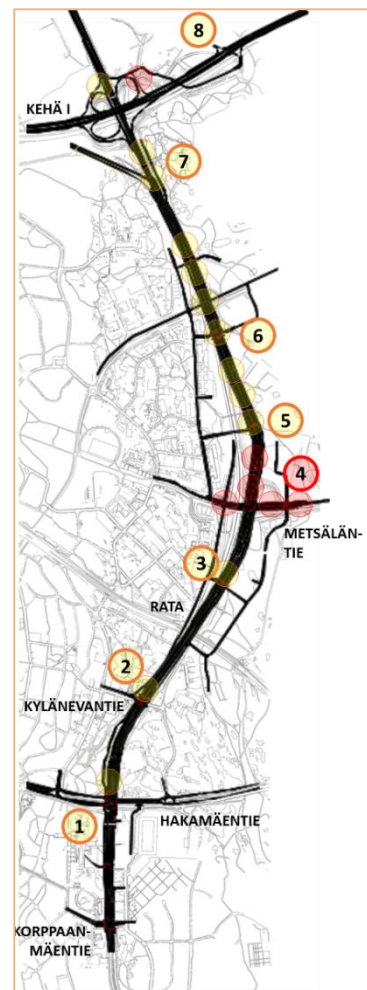 8
KEHÄ I
7
6
5
4
METSÄLÄN-
TIE
3
RATA
2
KYLÄNEVANTIE
1
HAKAMÄENTIE
KORPPAAN-
MÄENTIE